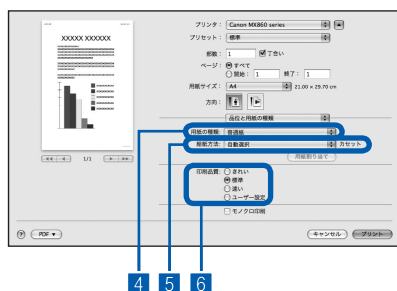 プリンタ： Canon MX860 series
プリセット： 標準
XXXXX XXXXXX
部数： 1 丁合い
ページ： すべて
開始： 1 終了： 1
用紙サイズ： A4 21.00 × 29.70 cm
方向：
品位と用紙の種類
用紙の種類： 普通紙
給紙方法： 自動選択 カセット
1/1
用紙割り当て
印刷品質： きれい
標準
速い
ユーザー設定
モノクロ印刷
? PDF ▼ キャンセル プリント
4 5 6